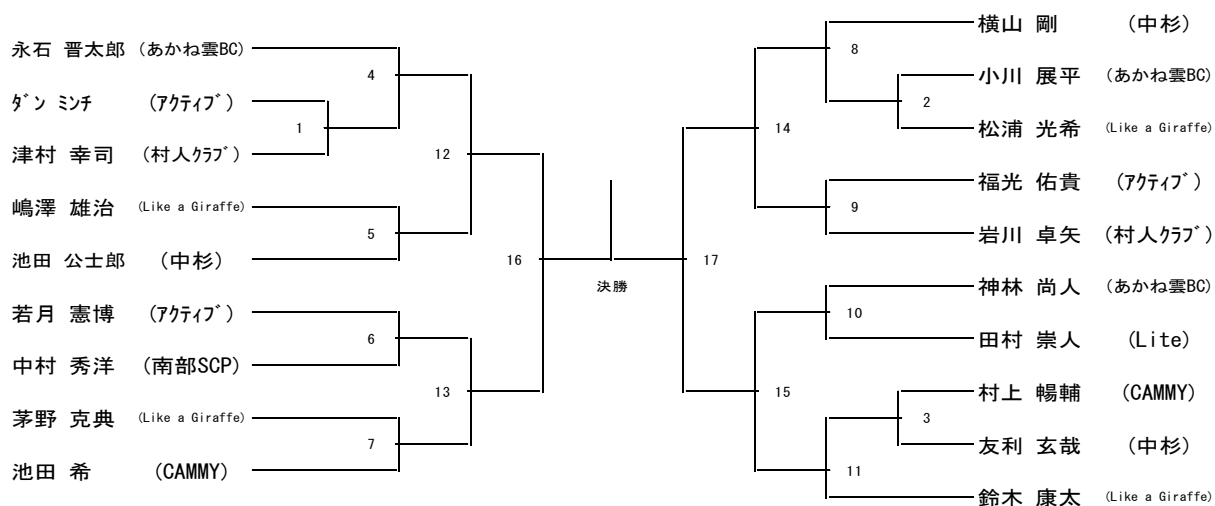 永石 晋太郎 (あかね雲BC)
ﾀﾞﾝ ﾐﾝﾁ (ｱｸﾃｨﾌﾞ)
津村 幸司 (村人ｸﾗﾌﾞ)
嶋澤 雄治 (Like a Giraffe)
池田 公士郎 (中杉)
若月 憲博 (ｱｸﾃｨﾌﾞ)
中村 秀洋 (南部SCP)
茅野 克典 (Like a Giraffe)
池田 希 (CAMMY)
4
1
12
5
16
6
13
7
決勝
8
2
14
9
17
10
15
3
11
横山 剛 (中杉)
小川 展平 (あかね雲BC)
松浦 光希 (Like a Giraffe)
福光 佑貴 (ｱｸﾃｨﾌﾞ)
岩川 卓矢 (村人ｸﾗﾌﾞ)
神林 尚人 (あかね雲BC)
田村 崇人 (Lite)
村上 暢輔 (CAMMY)
友利 玄哉 (中杉)
鈴木 康太 (Like a Giraffe)